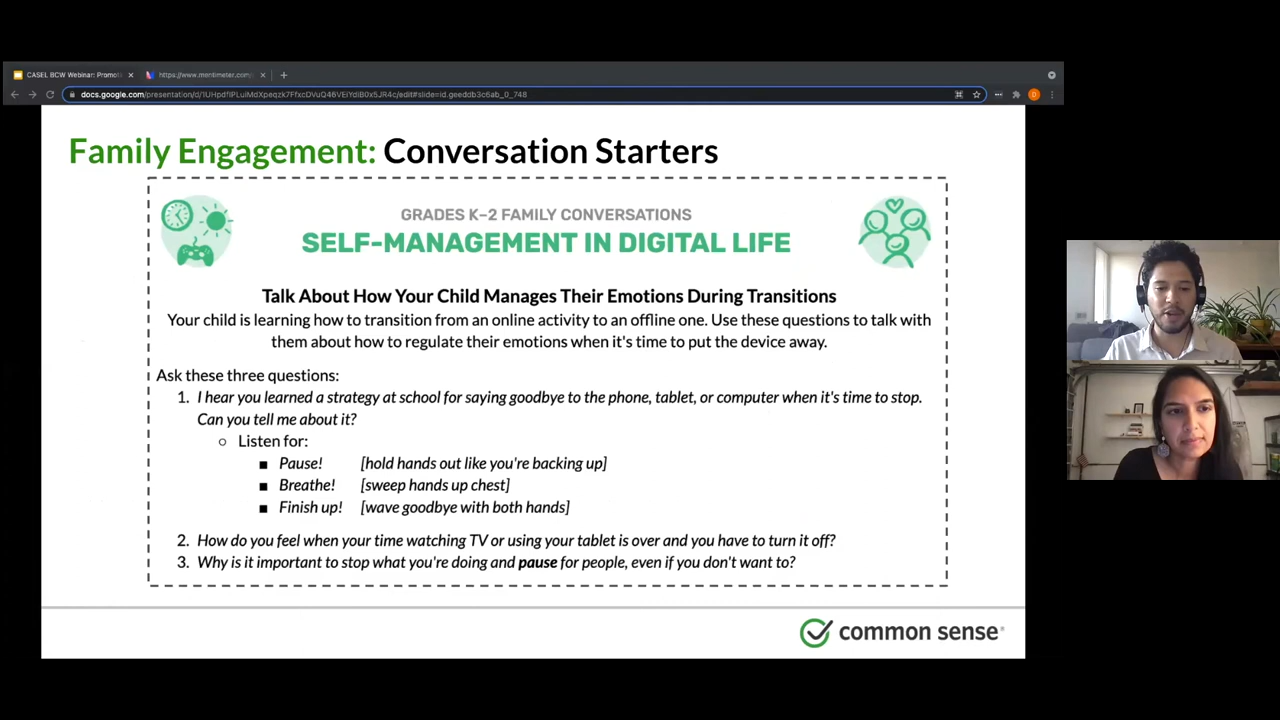 CASEL BCW Webinar: Promoti
https://www.mentimeter.com/
Family Engagement: Conversation Starters
GRADES K–2 FAMILY CONVERSATIONS
SELF-MANAGEMENT IN DIGITAL LIFE
Talk About How Your Child Manages Their Emotions During Transitions
Your child is learning how to transition from an online activity to an offline one. Use these questions to talk with
them about how to regulate their emotions when it's time to put the device away.
Ask these three questions:
1. I hear you learned a strategy at school for saying goodbye to the phone, tablet, or computer when it's time to stop.
Can you tell me about it?
○ Listen for:
■ Pause! [hold hands out like you're backing up]
■ Breathe! [sweep hands up chest]
■ Finish up! [wave goodbye with both hands]
2. How do you feel when your time watching TV or using your tablet is over and you have to turn it off?
3. Why is it important to stop what you're doing and pause for people, even if you don't want to?
common sense®